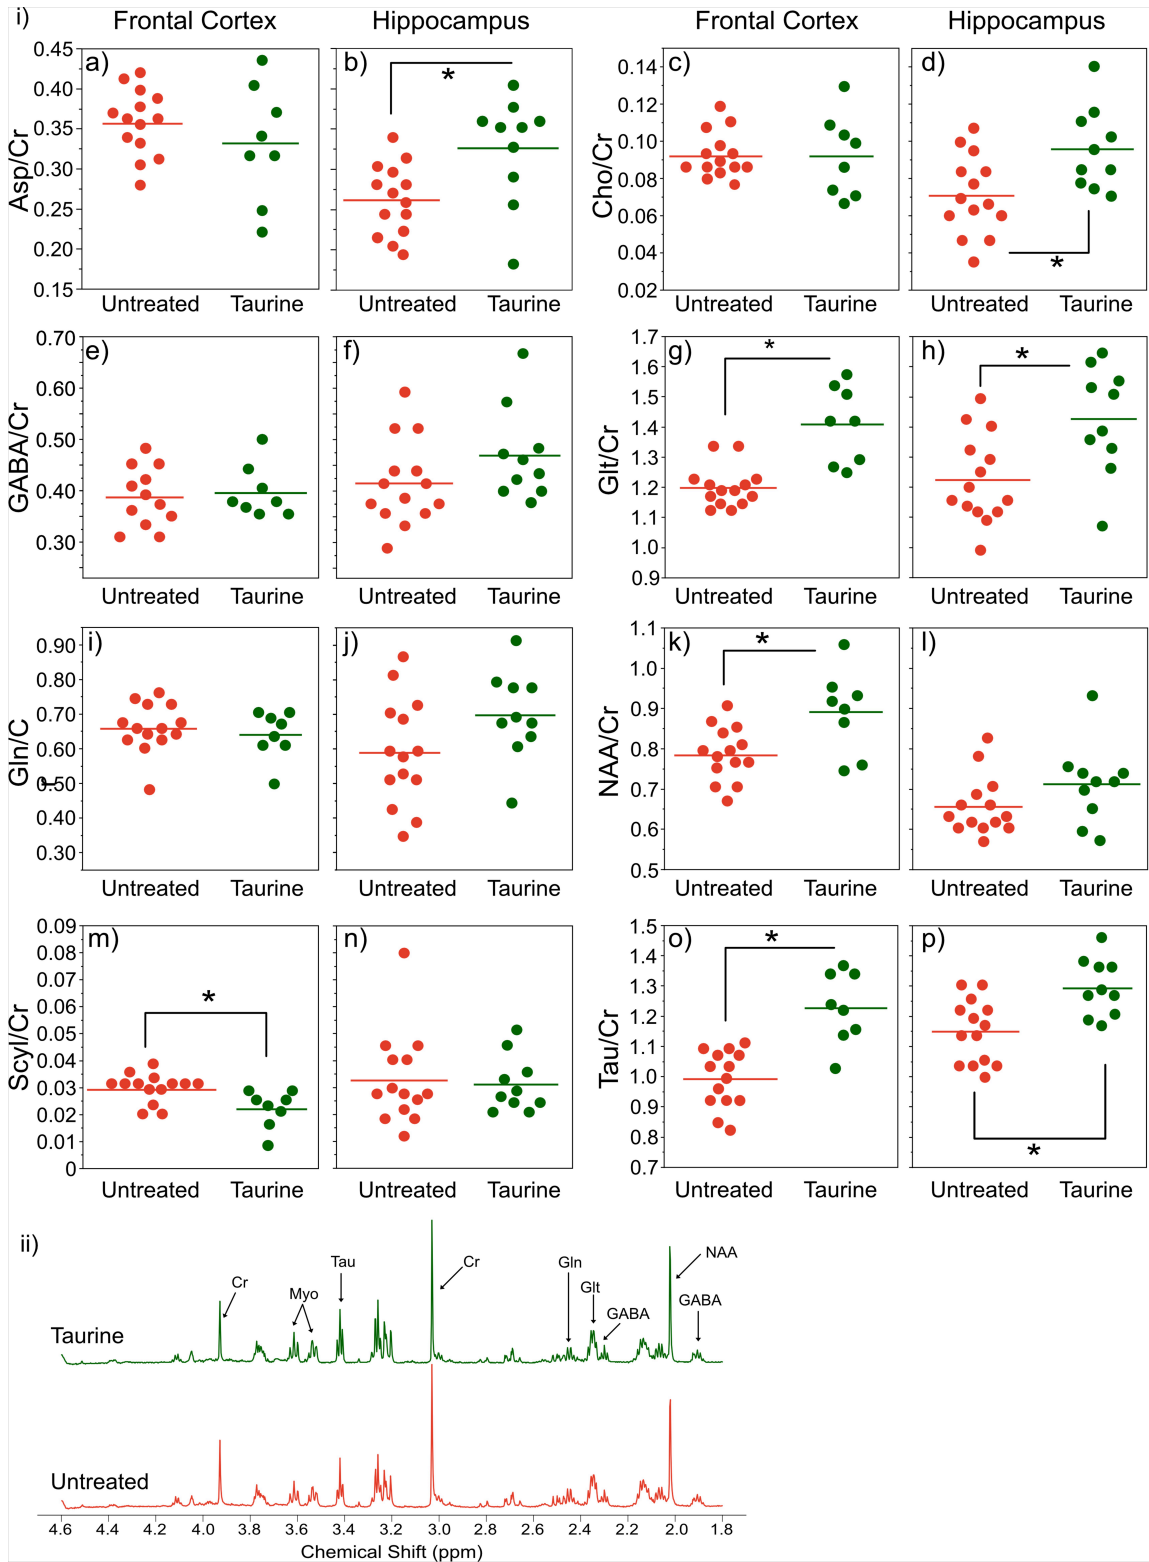 i)
Frontal Cortex Hippocampus Frontal Cortex Hippocampus
Asp/Cr
0.45
0.40
0.35
0.30
0.25
0.20
0.15
a)
b)
*
Cho/Cr
0.14
0.12
0.10
0.08
0.06
0.04
0.02
c)
d)
*
Untreated Taurine Untreated Taurine Untreated Taurine Untreated Taurine
GABA/Cr
0.70
0.60
0.50
0.40
0.30
e)
f)
Glt/Cr
1.7
1.6
1.5
1.4
1.3
1.2
1.1
1.0
0.9
g)
*
h)
*
Untreated Taurine Untreated Taurine Untreated Taurine Untreated Taurine
Gln/C
0.90
0.80
0.70
0.60
0.50
0.40
0.30
i)
j)
NAA/Cr
1.1
1.0
0.9
0.8
0.7
0.6
0.5
k)
*
l)
Untreated Taurine Untreated Taurine Untreated Taurine Untreated Taurine
Scyl/Cr
0.09
0.08
0.07
0.06
0.05
0.04
0.03
0.02
0.01
0
m)
*
n)
Tau/Cr
1.5
1.4
1.3
1.2
1.1
1.0
0.9
0.8
0.7
o)
*
p)
*
Untreated Taurine Untreated Taurine Untreated Taurine Untreated Taurine
ii)
Cr
Myo
Tau
Cr
Gln
Glt
GABA
NAA
GABA
Taurine
Untreated
4.6 4.4 4.2 4.0 3.8 3.6 3.4 3.2 3.0 2.8 2.6 2.4 2.2 2.0 1.8
Chemical Shift (ppm)